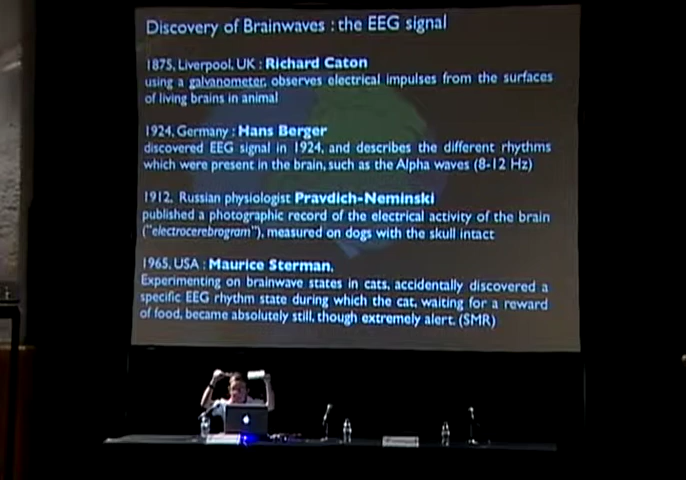 Discovery of Brainwaves : the EEG signal
1875, Liverpool, UK : Richard Caton
using a galvanometer, observes electrical impulses from the surfaces
of living brains in animal
1924, Germany : Hans Berger
discovered EEG signal in 1924, and describes the different rhythms
which were present in the brain, such as the Alpha waves (8-12 Hz)
1912, Russian physiologist Pravdich-Neminski
published a photographic record of the electrical activity of the brain
("electrocerebrogram"), measured on dogs with the skull intact
1965, USA : Maurice Sterman,
Experimenting on brainwave states in cats, accidentally discovered a
specific EEG rhythm state during which the cat, waiting for a reward
of food, became absolutely still, though extremely alert. (SMR)